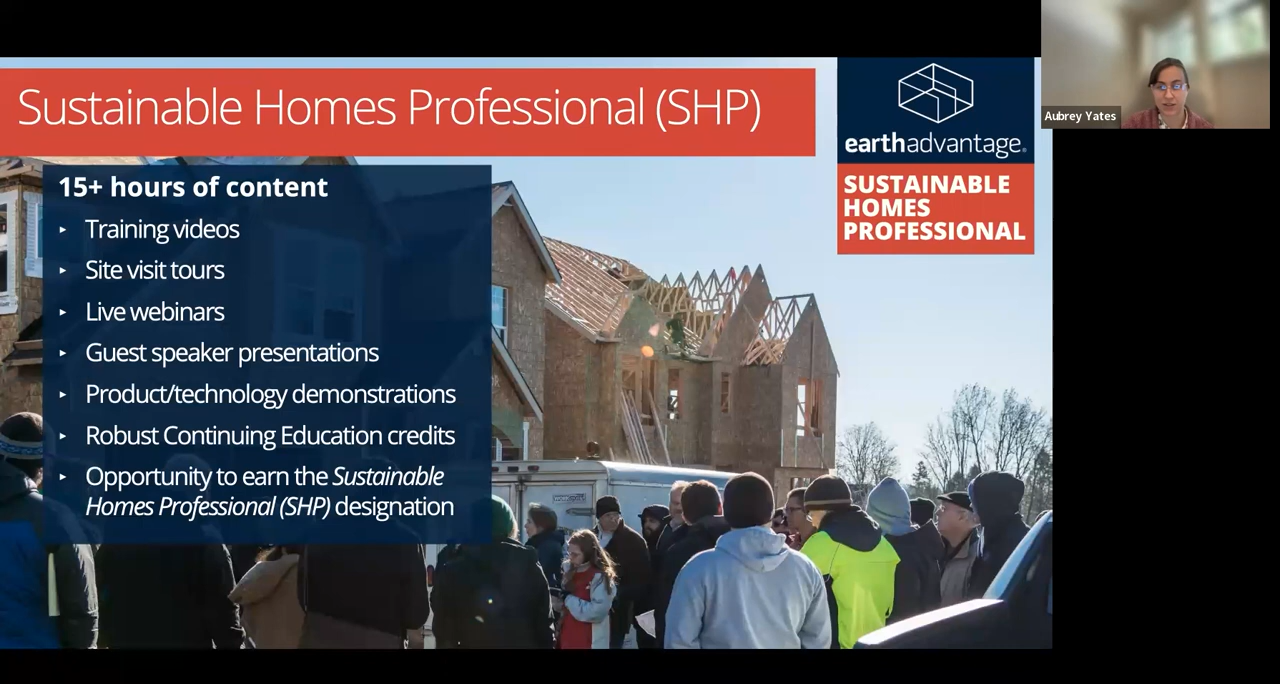 Sustainable Homes Professional (SHP)
earthadvantage®
SUSTAINABLE
HOMES
PROFESSIONAL
Aubrey Yates
15+ hours of content
‣ Training videos
‣ Site visit tours
‣ Live webinars
‣ Guest speaker presentations
‣ Product/technology demonstrations
‣ Robust Continuing Education credits
‣ Opportunity to earn the Sustainable
Homes Professional (SHP) designation